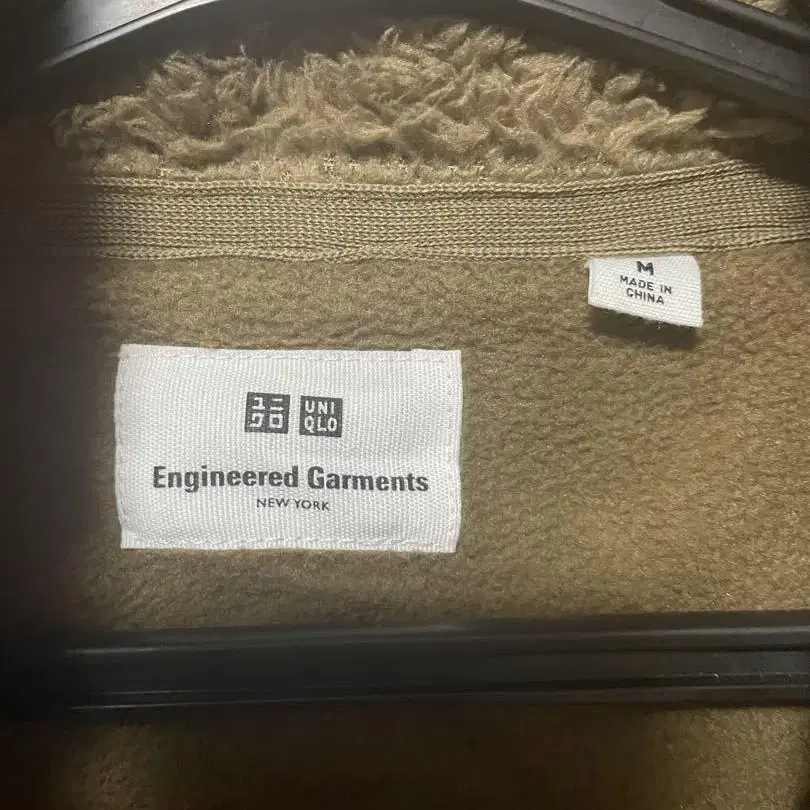 ユニ UNI
クロ QLO
Engineered Garments
NEW YORK
M
MADE IN
CHINA